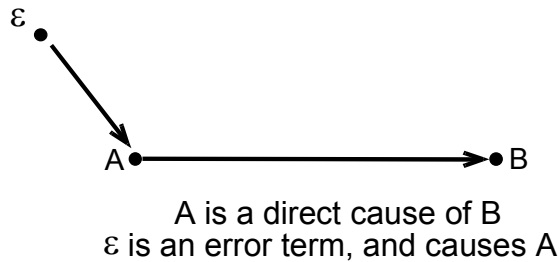 ε
A
B
A is a direct cause of B
ε is an error term, and causes A